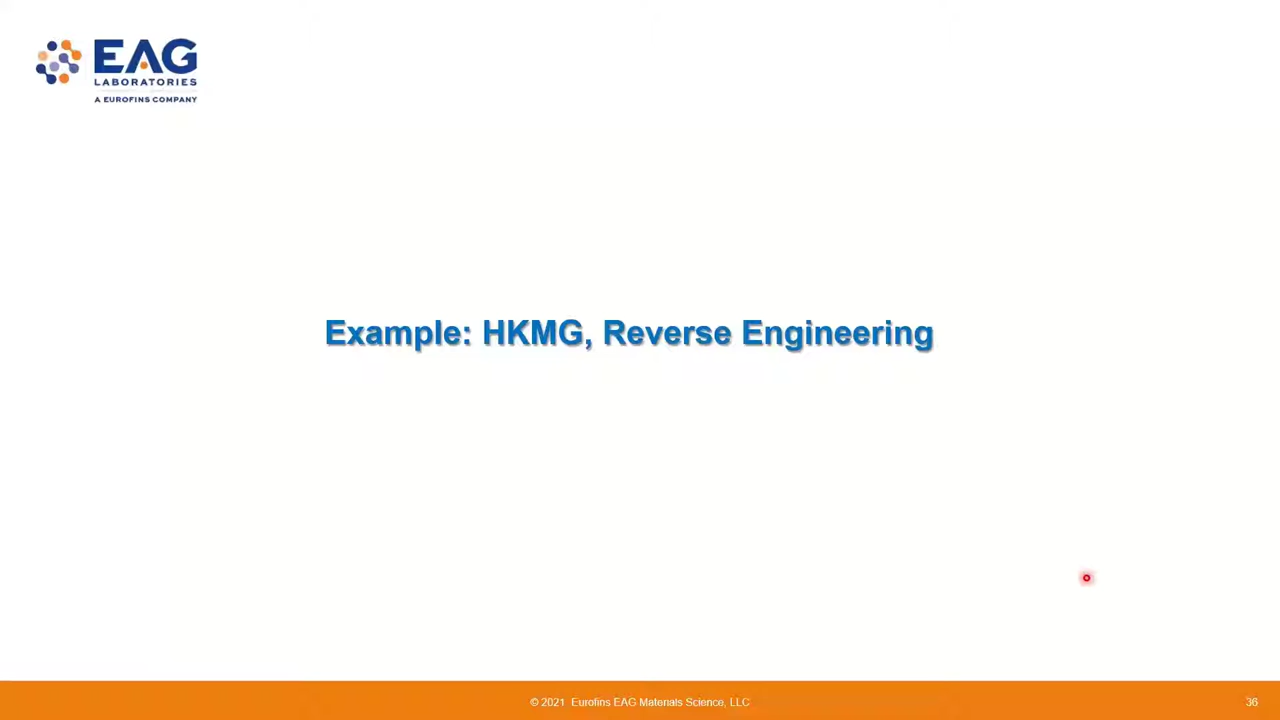 EAG
LABORATORIES
A EUROFINS COMPANY
Example: HKMG, Reverse Engineering
© 2021 Eurofins EAG Materials Science, LLC
36